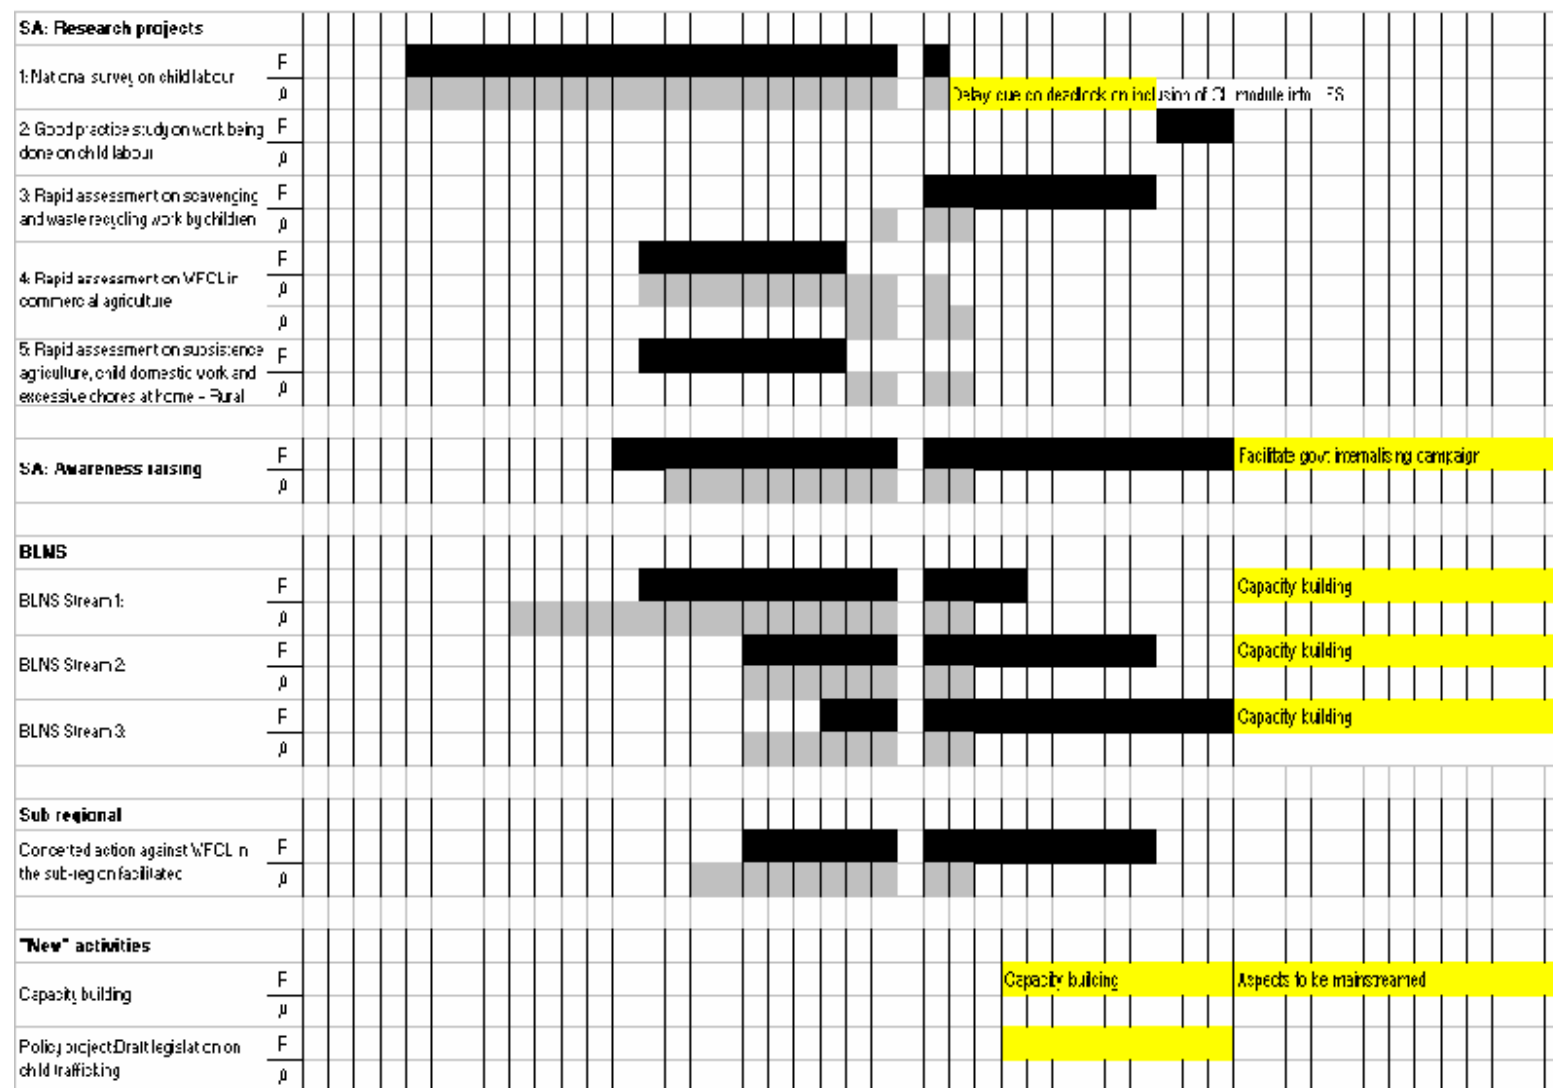 SA: Research projects
1: National survey on child labour
F
A
Delay due to deadlock on inclusion of CL module into LFS
2: Good practice study on work being
done on child labour
F
A
3: Rapid assessment on scavenging
and waste recycling work by children
F
A
4: Rapid assessment on WFCL in
commercial agriculture
F
A
A
5: Rapid assessment on subsistence
agriculture, child domestic work and
excessive chores at home - Rural
F
A
SA: Awareness raising
F
Facilitate govt internalising campaign
A
BLNS
BLNS Stream 1:
F
Capacity building
A
BLNS Stream 2:
F
Capacity building
A
BLNS Stream 3:
F
Capacity building
A
Sub regional
Concerted action against WFCL in
the sub-region facilitated
F
A
"New" activities
Capacity building
F
Capacity building
Aspects to be mainstreamed
A
Policy project:Draft legislation on
child trafficking
F
A